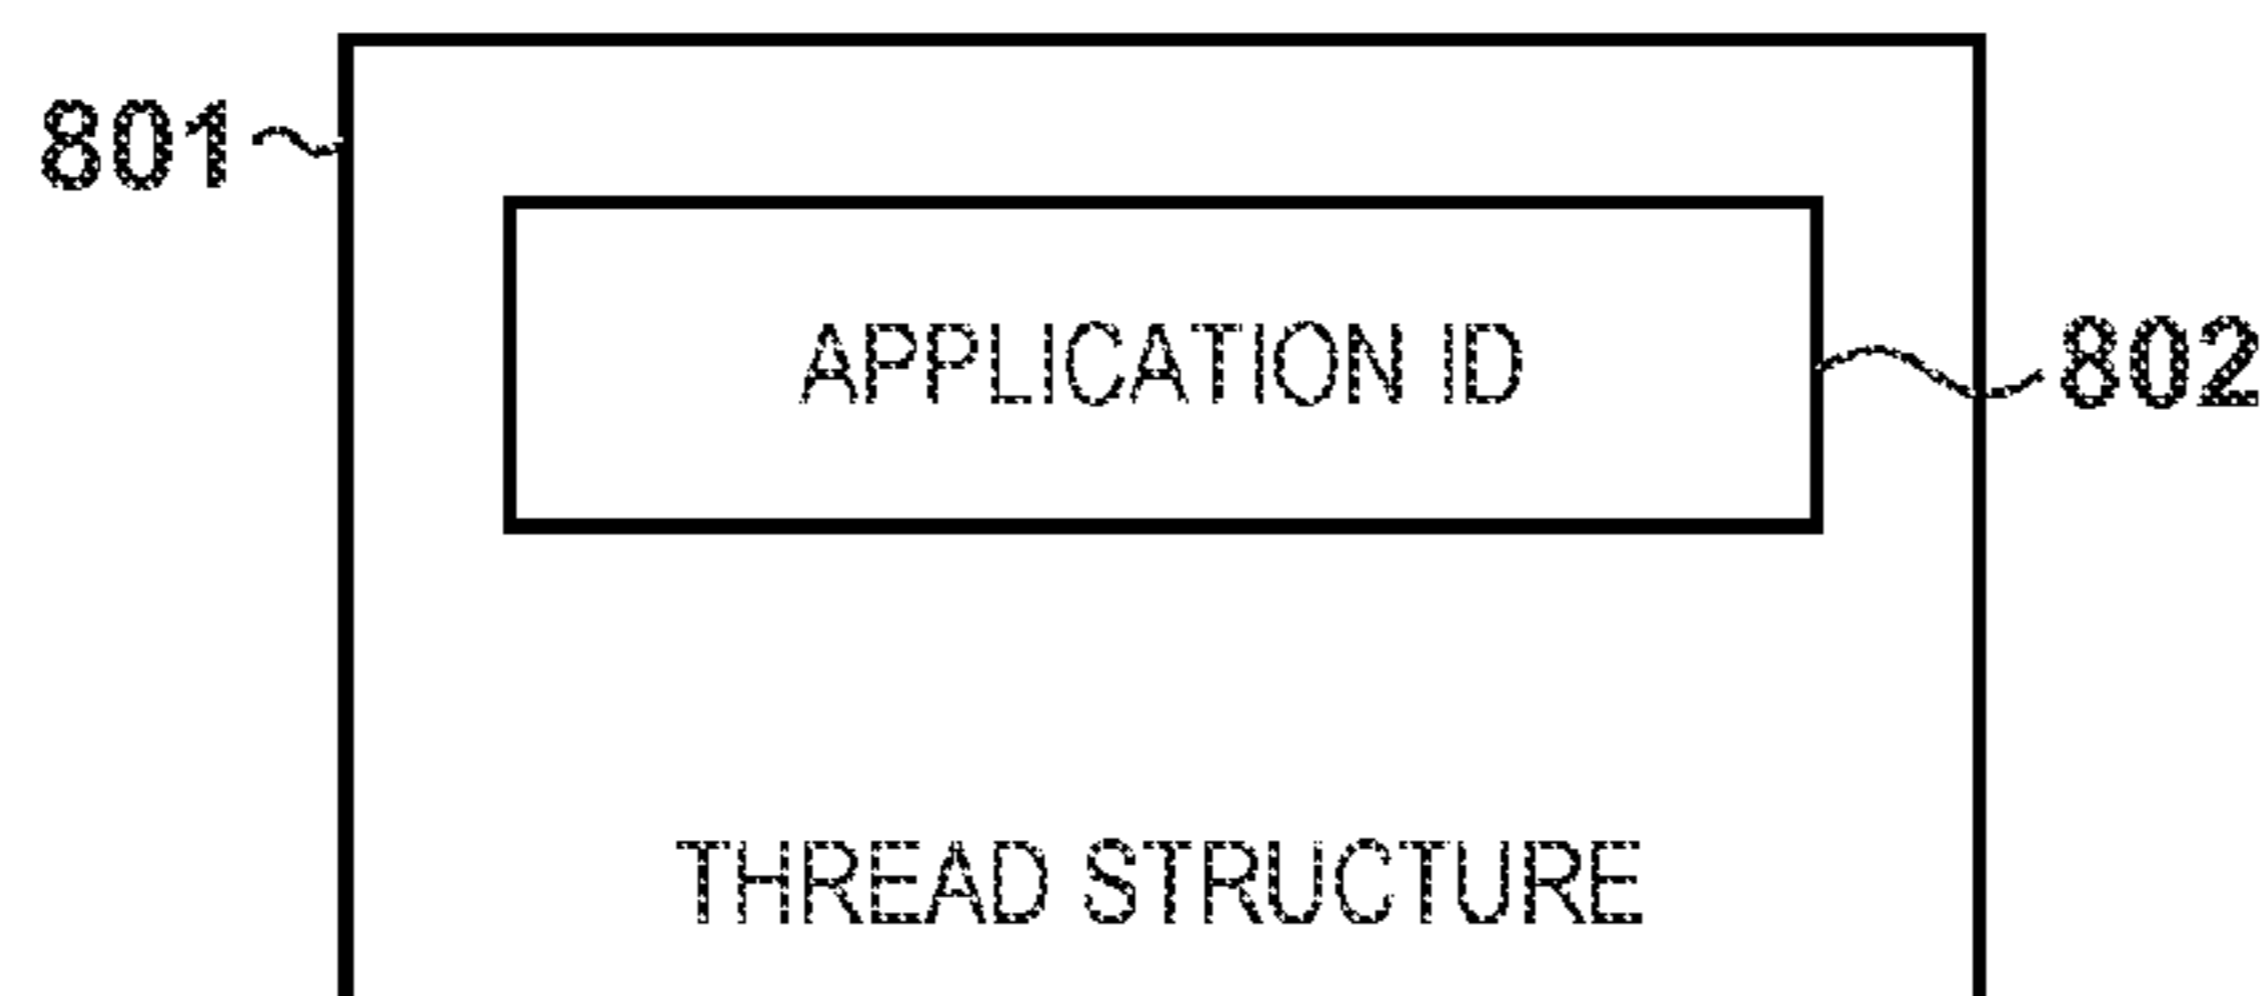 801
APPLICATION ID
802
THREAD STRUCTURE